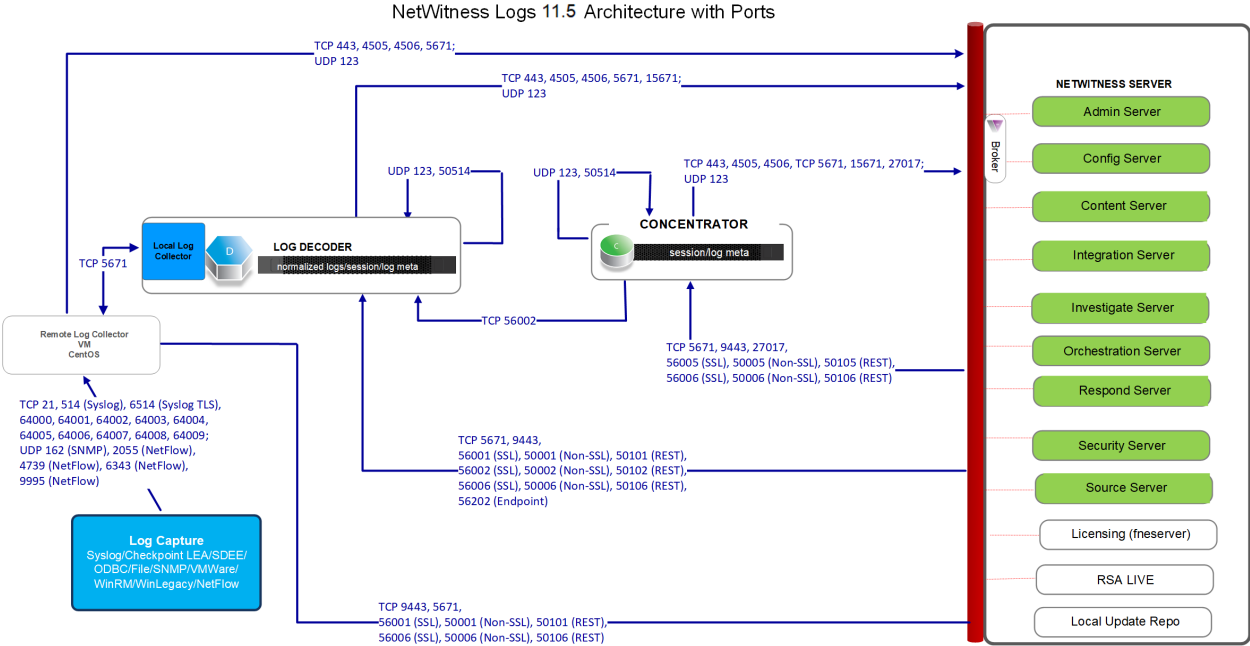 NetWitness Logs 11.5 Architecture with Ports
TCP 443, 4505, 4506, 5671;
UDP 123
TCP 443, 4505, 4506, 5671, 15671;
UDP 123
UDP 123, 50514
UDP 123, 50514
TCP 443, 4505, 4506, TCP 5671, 15671, 27017;
UDP 123
TCP 5671
Local Log
Collector
D
LOG DECODER
normalized logs/session/log meta
CONCENTRATOR
C
session/log meta
TCP 56002
Remote Log Collector
VM
CentOS
TCP 5671, 9443, 27017,
56005 (SSL), 50005 (Non-SSL), 50105 (REST),
56006 (SSL), 50006 (Non-SSL), 50106 (REST)
TCP 21, 514 (Syslog), 6514 (Syslog TLS),
64000, 64001, 64002, 64003, 64004,
64005, 64006, 64007, 64008, 64009;
UDP 162 (SNMP), 2055 (NetFlow),
4739 (NetFlow), 6343 (NetFlow),
9995 (NetFlow)
TCP 5671, 9443,
56001 (SSL), 50001 (Non-SSL), 50101 (REST),
56002 (SSL), 50002 (Non-SSL), 50102 (REST),
56006 (SSL), 50006 (Non-SSL), 50106 (REST),
56202 (Endpoint)
Log Capture
Syslog/Checkpoint LEA/SDEE/
ODBC/File/SNMP/VMWare/
WinRM/WinLegacy/NetFlow
TCP 9443, 5671,
56001 (SSL), 50001 (Non-SSL), 50101 (REST),
56006 (SSL), 50006 (Non-SSL), 50106 (REST)
Broker
NETWITNESS SERVER
Admin Server
Config Server
Content Server
Integration Server
Investigate Server
Orchestration Server
Respond Server
Security Server
Source Server
Licensing (fneserver)
RSA LIVE
Local Update Repo